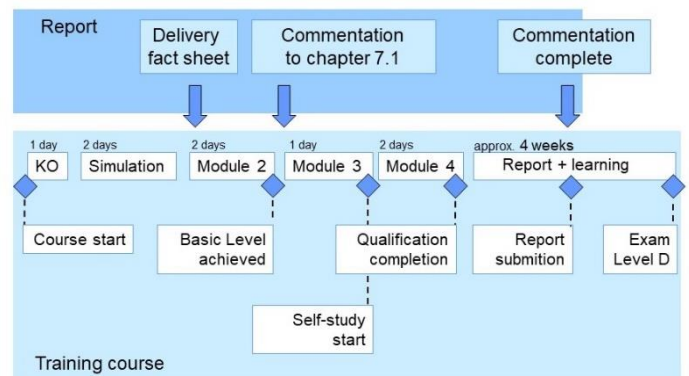 Report
Delivery
fact sheet
Commentation
to chapter 7.1
Commentation
complete
1 day
KO
2 days
Simulation
2 days
Module 2
1 day
Module 3
2 days
Module 4
approx. 4 weeks
Report + learning
Course start
Basic Level
achieved
Qualification
completion
Report
submition
Exam
Level D
Self-study
start
Training course